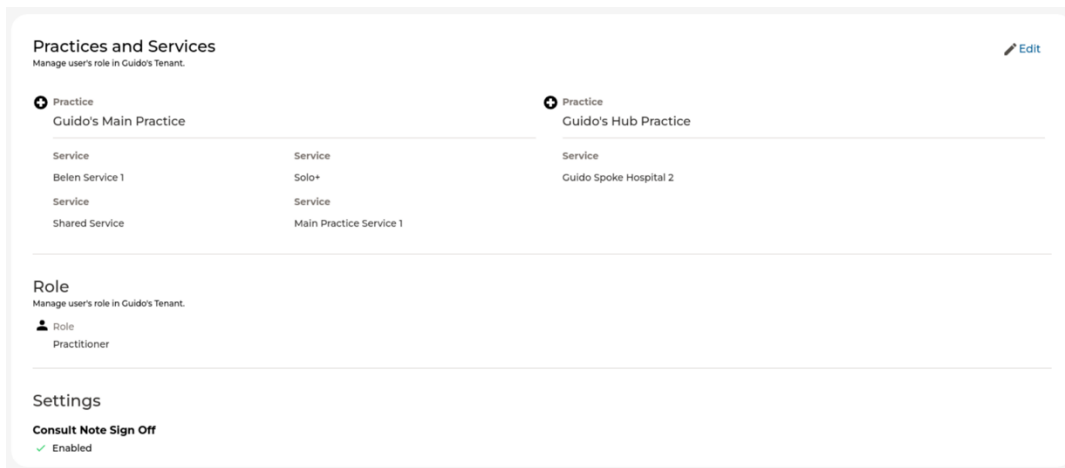 Practices and Services
Edit
Manage user's role in Guido's Tenant.
Practice
Guido's Main Practice
Service
Service
Belen Service 1
Solo+
Service
Service
Shared Service
Main Practice Service 1
Practice
Guido's Hub Practice
Service
Guido Spoke Hospital 2
Role
Manage user's role in Guido's Tenant.
Role
Practitioner
Settings
Consult Note Sign Off
Enabled